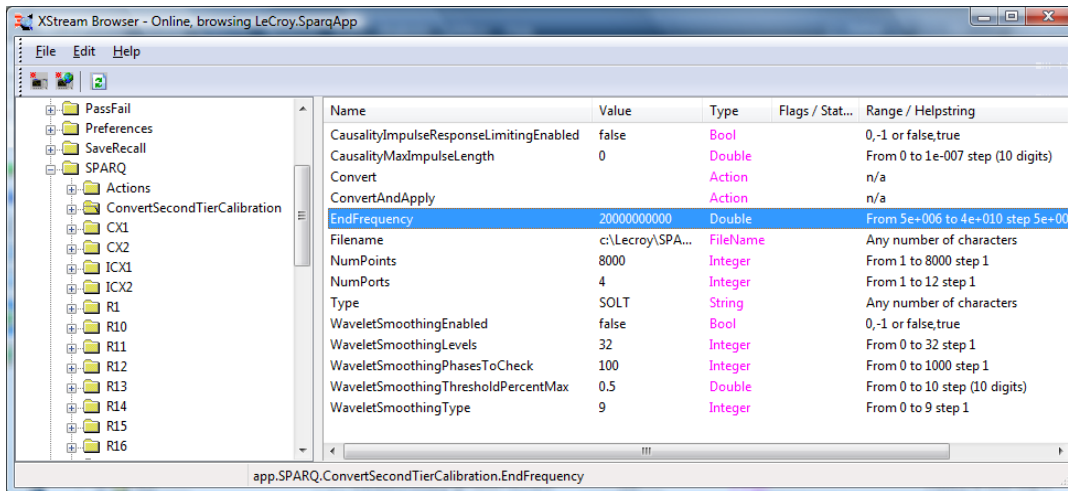 XStream Browser - Online, browsing LeCroy.SparqApp
File Edit Help
PassFail
Preferences
SaveRecall
SPARQ
Actions
ConvertSecondTierCalibration
CX1
CX2
ICX1
ICX2
R1
R10
R11
R12
R13
R14
R15
R16
Name Value Type Flags / Stat... Range / Helpstring
CausalityImpulseResponseLimitingEnabled false Bool 0,-1 or false,true
CausalityMaxImpulseLength 0 Double From 0 to 1e-007 step (10 digits)
Convert Action n/a
ConvertAndApply Action n/a
EndFrequency 20000000000 Double From 5e+006 to 4e+010 step 5e+00
Filename c:\Lecroy\SPA... FileName Any number of characters
NumPoints 8000 Integer From 1 to 8000 step 1
NumPorts 4 Integer From 1 to 12 step 1
Type SOLT String Any number of characters
WaveletSmoothingEnabled false Bool 0,-1 or false,true
WaveletSmoothingLevels 32 Integer From 0 to 32 step 1
WaveletSmoothingPhasesToCheck 100 Integer From 0 to 1000 step 1
WaveletSmoothingThresholdPercentMax 0.5 Double From 0 to 10 step (10 digits)
WaveletSmoothingType 9 Integer From 0 to 9 step 1
app.SPARQ.ConvertSecondTierCalibration.EndFrequency